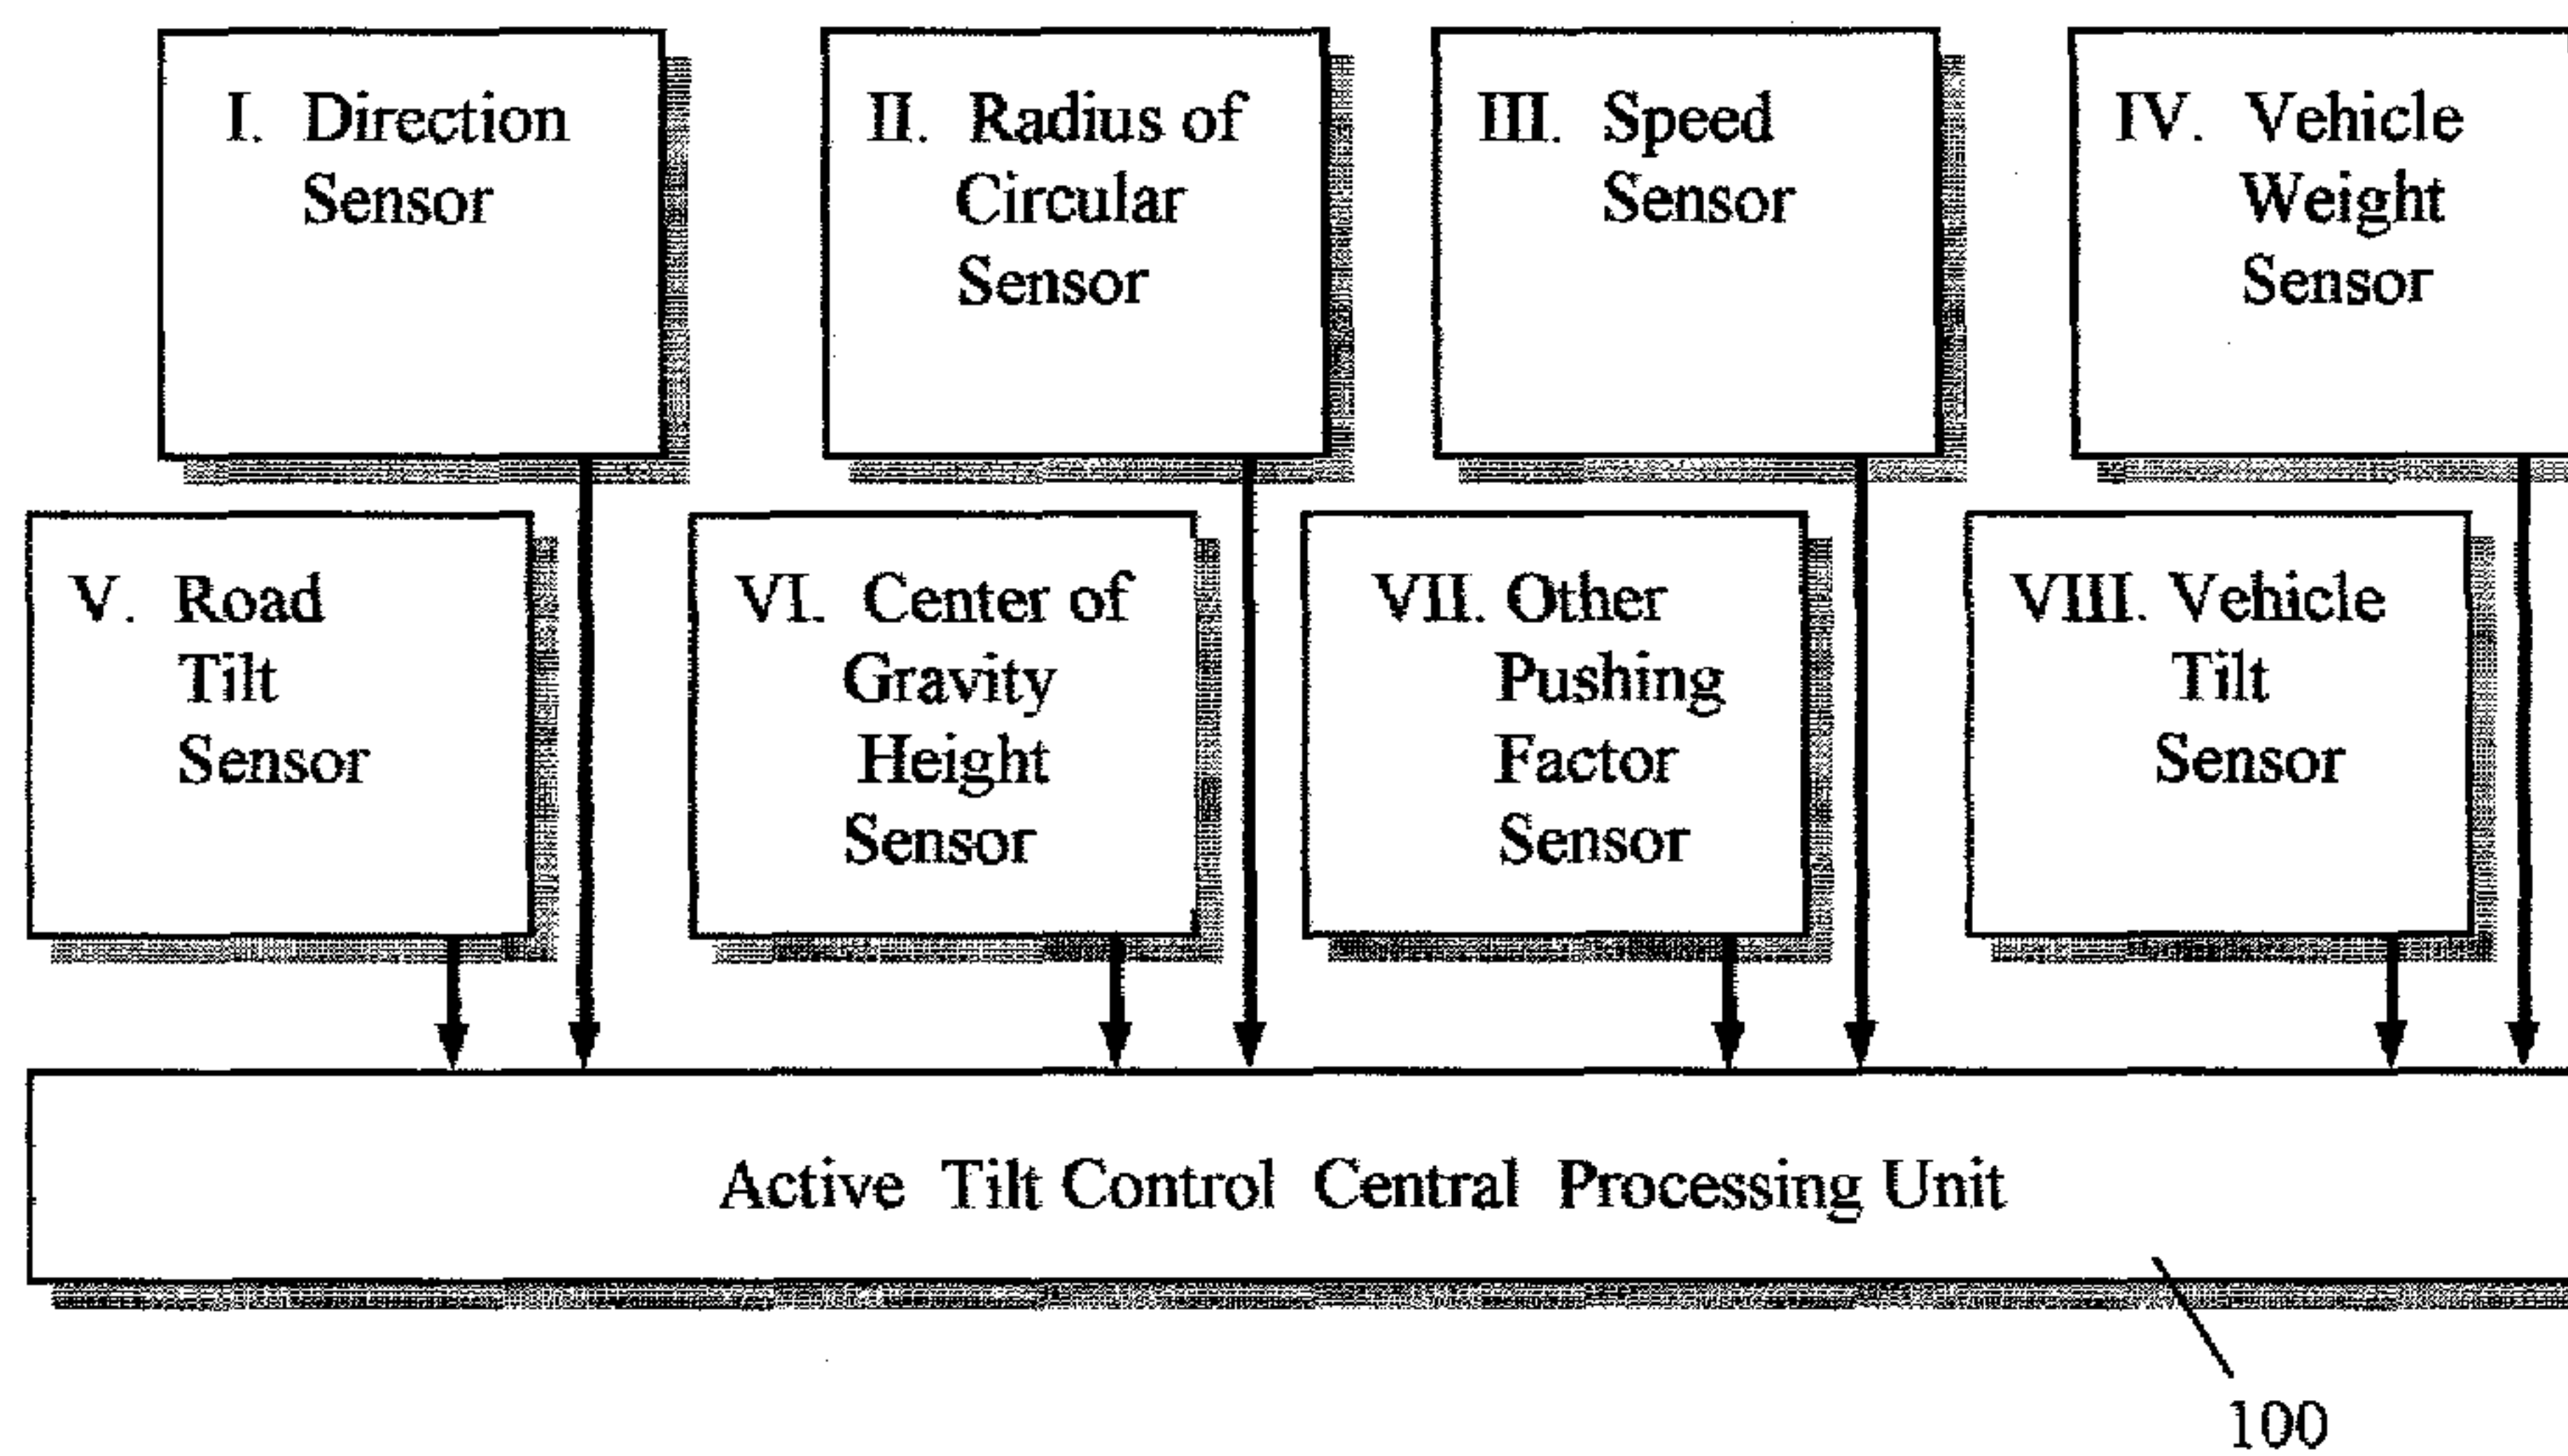 I. Direction
Sensor
II. Radius of
Circular
Sensor
III. Speed
Sensor
IV. Vehicle
Weight
Sensor
V. Road
Tilt
Sensor
VI. Center of
Gravity
Height
Sensor
VII. Other
Pushing
Factor
Sensor
VIII. Vehicle
Tilt
Sensor
Active Tilt Control Central Processing Unit
100